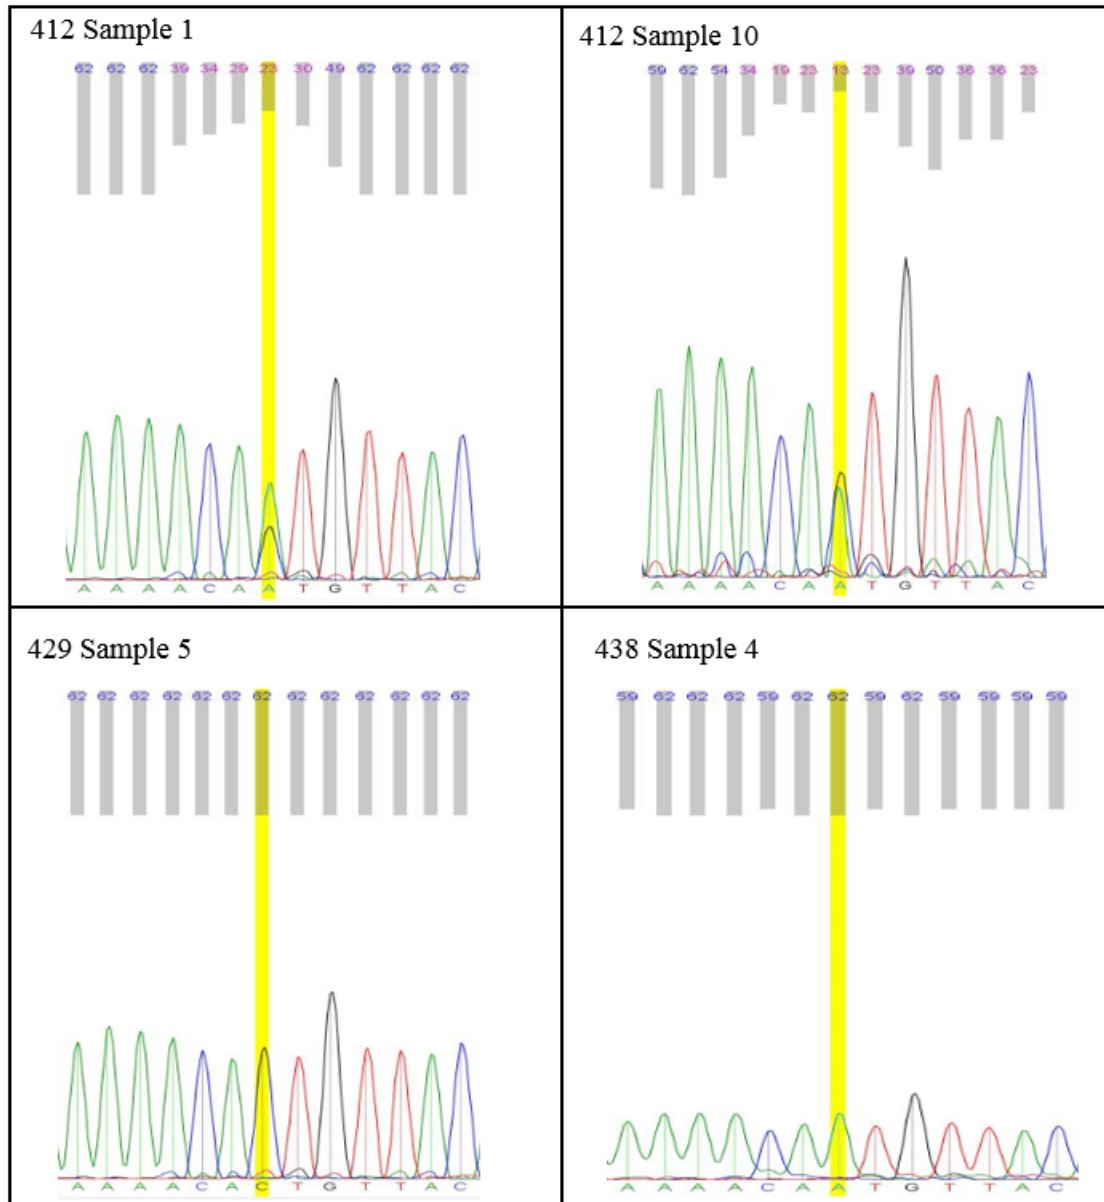 412 Sample 1
62 62 62 39 34 29 23 30 49 62 62 62 62
A A A A C A A T G T T A C
412 Sample 10
59 62 54 34 19 23 13 23 39 50 36 36 23
A A A A C A A T G T T A C
429 Sample 5
62 62 62 62 62 62 62 62 62 62 62 62 62
A A A A C A C T G T T A C
438 Sample 4
59 62 62 62 59 62 62 59 62 59 59 59 59
A A A A C A A T G T T A C